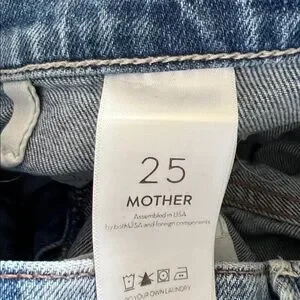 25
MOTHER
Assembled in USA
by both USA and foreign components
DO YOUR OWN LAUNDRY